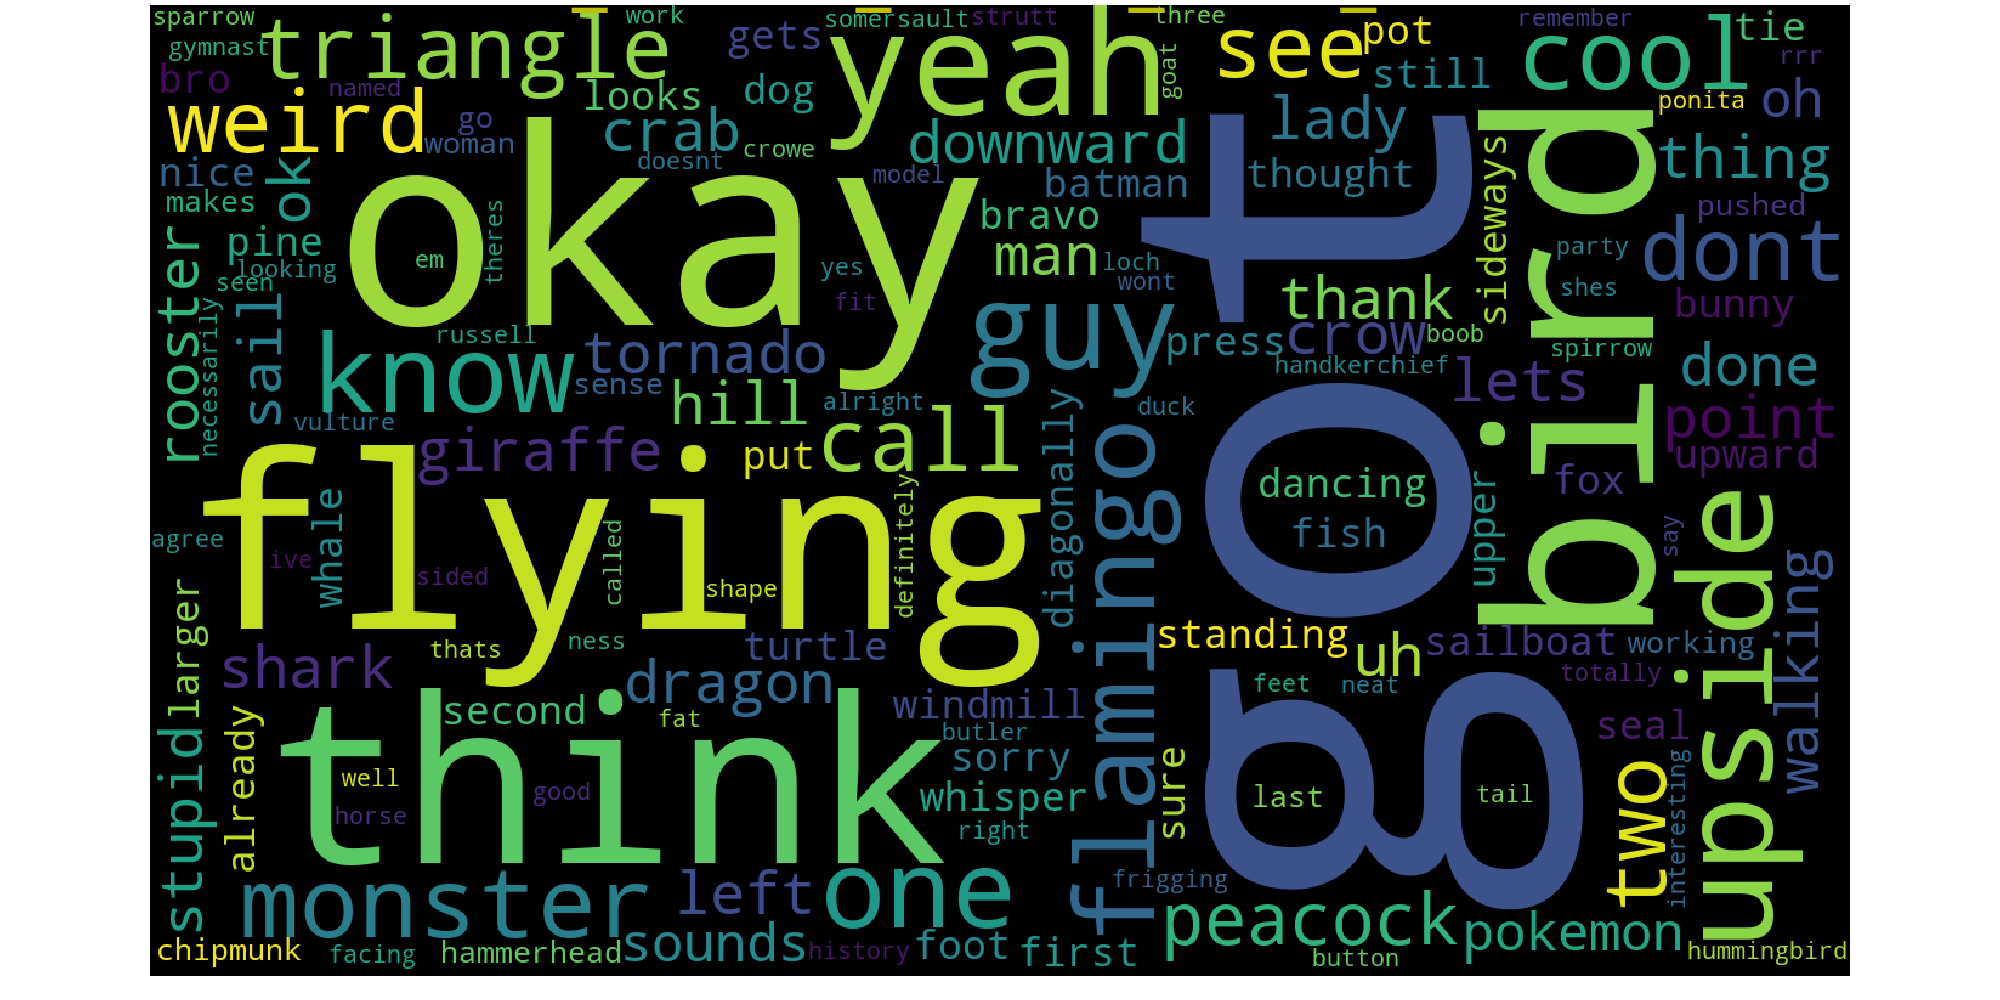 sparrow
work
somersault
strutt
three
remember
triangle
yeah
see
pot
cool
tie
gymnast
gets
still
rrr
bro
named
looks
dog
goat
ponita
oh
weird
go
woman
crab
doesnt
crowe
downward
lady
thing
nice
ok
okay
model
batman
thought
sideways
bird
makes
bravo
pushed
rooster
pine
theres
man
dont
looking
em
yes
loch
party
seen
wont
got
thank
shes
bunny
necessarily
sail
fit
guy
russell
know
tornado
press
crow
boob
spirrow
sense
handkerchief
done
hill
lets
vulture
alright
duck
point
giraffe
put
call
diagonally
flamingo
upward
flying
definitely
dancing
upper
fox
whale
fish
upside
agree
ive
called
say
sided
shape
walking
stupid
larger
thats
ness
turtle
standing
uh
sailboat
working
shark
dragon
totally
feet
neat
already
second
fat
windmill
seal
think
butler
sorry
sure
well
whisper
last
tail
two
interesting
horse
good
right
monster
left
one
frigging
peacock
pokemon
chipmunk
facing
hammerhead
sounds
history
foot
first
button
hummingbird